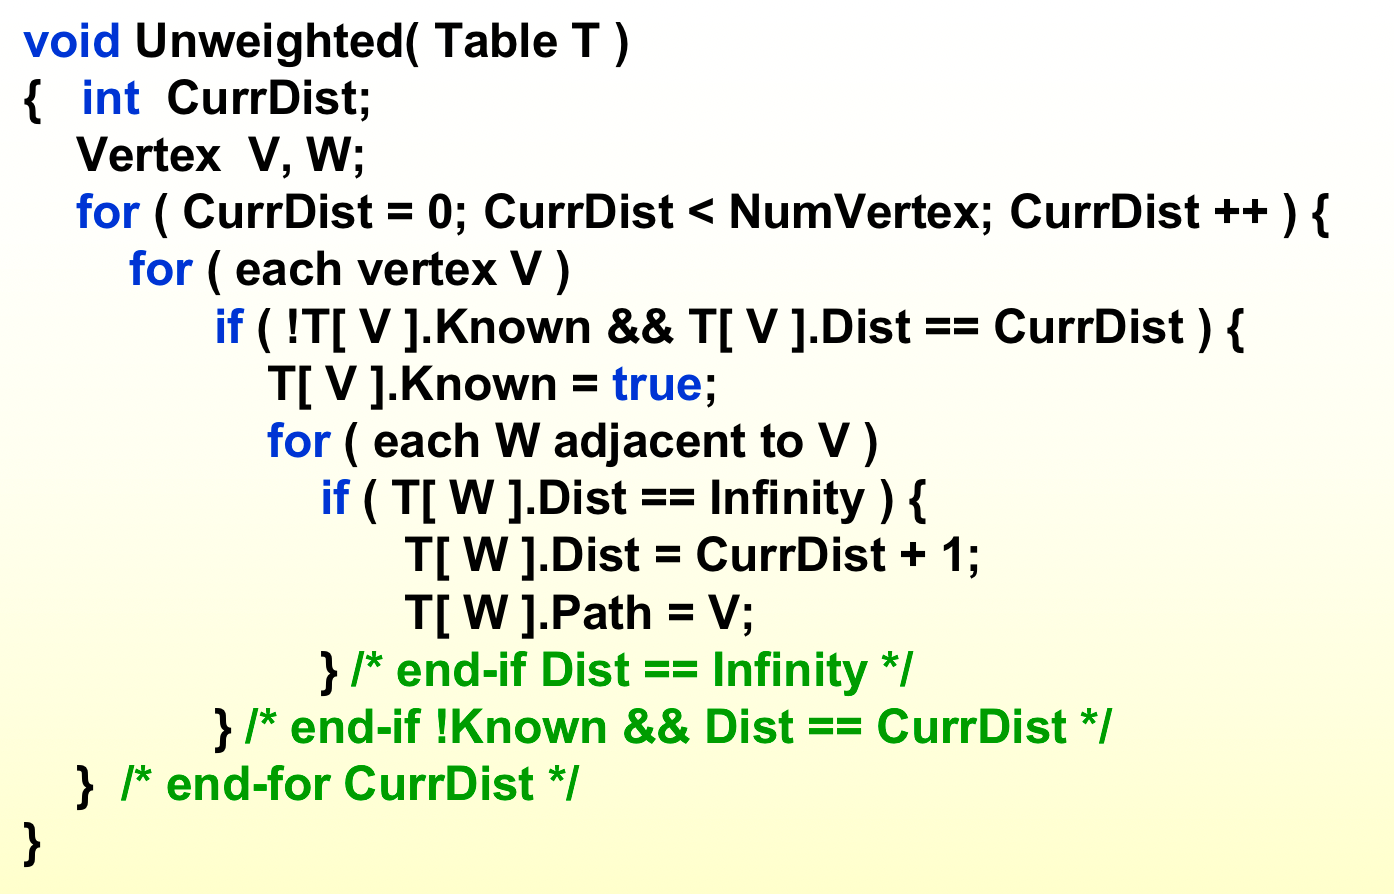 void Unweighted( Table T )
{ int CurrDist;
Vertex V, W;
for ( CurrDist = 0; CurrDist < NumVertex; CurrDist ++ ) {
for ( each vertex V )
if ( !T[ V ].Known && T[ V ].Dist == CurrDist ) {
T[ V ].Known = true;
for ( each W adjacent to V )
if ( T[ W ].Dist == Infinity ) {
T[ W ].Dist = CurrDist + 1;
T[ W ].Path = V;
} /* end-if Dist == Infinity */
} /* end-if !Known && Dist == CurrDist */
} /* end-for CurrDist */
}